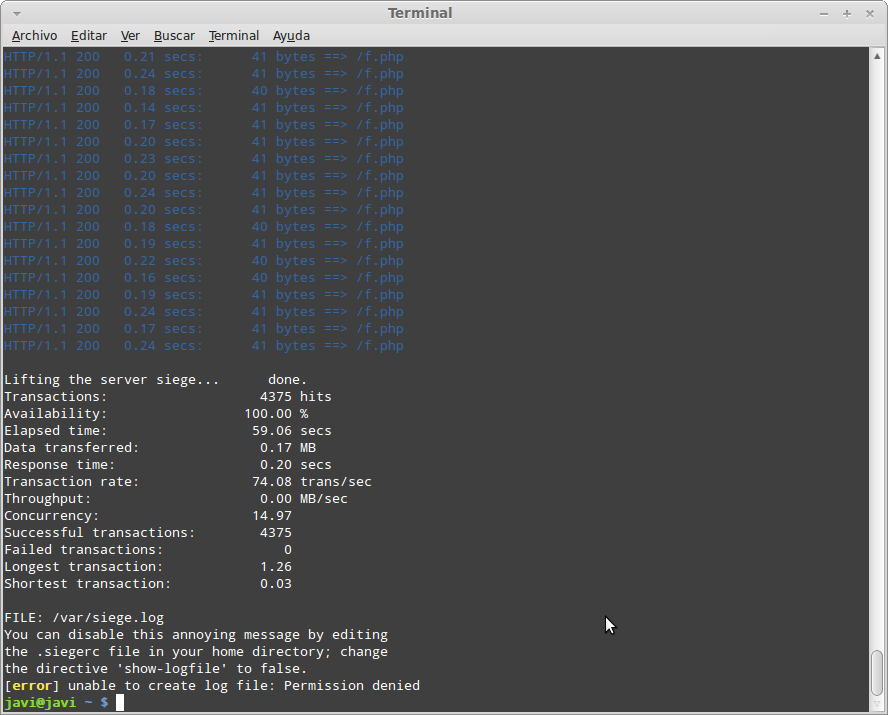 Terminal
Archivo Editar Ver Buscar Terminal Ayuda
HTTP/1.1 200   0.21 secs:      41 bytes ==> /f.php
HTTP/1.1 200   0.24 secs:      41 bytes ==> /f.php
HTTP/1.1 200   0.18 secs:      40 bytes ==> /f.php
HTTP/1.1 200   0.14 secs:      41 bytes ==> /f.php
HTTP/1.1 200   0.17 secs:      41 bytes ==> /f.php
HTTP/1.1 200   0.20 secs:      41 bytes ==> /f.php
HTTP/1.1 200   0.23 secs:      41 bytes ==> /f.php
HTTP/1.1 200   0.20 secs:      41 bytes ==> /f.php
HTTP/1.1 200   0.24 secs:      41 bytes ==> /f.php
HTTP/1.1 200   0.20 secs:      41 bytes ==> /f.php
HTTP/1.1 200   0.18 secs:      40 bytes ==> /f.php
HTTP/1.1 200   0.19 secs:      41 bytes ==> /f.php
HTTP/1.1 200   0.22 secs:      40 bytes ==> /f.php
HTTP/1.1 200   0.16 secs:      40 bytes ==> /f.php
HTTP/1.1 200   0.19 secs:      41 bytes ==> /f.php
HTTP/1.1 200   0.24 secs:      41 bytes ==> /f.php
HTTP/1.1 200   0.17 secs:      41 bytes ==> /f.php
HTTP/1.1 200   0.24 secs:      41 bytes ==> /f.php
Lifting the server siege...      done.
Transactions:                   4375 hits
Availability:                 100.00 %
Elapsed time:                  59.06 secs
Data transferred:               0.17 MB
Response time:                  0.20 secs
Transaction rate:              74.08 trans/sec
Throughput:                     0.00 MB/sec
Concurrency:                   14.97
Successful transactions:        4375
Failed transactions:               0
Longest transaction:            1.26
Shortest transaction:           0.03
FILE: /var/siege.log
You can disable this annoying message by editing
the .siegerc file in your home directory; change
the directive 'show-logfile' to false.
[error] unable to create log file: Permission denied
javi@javi ~ $